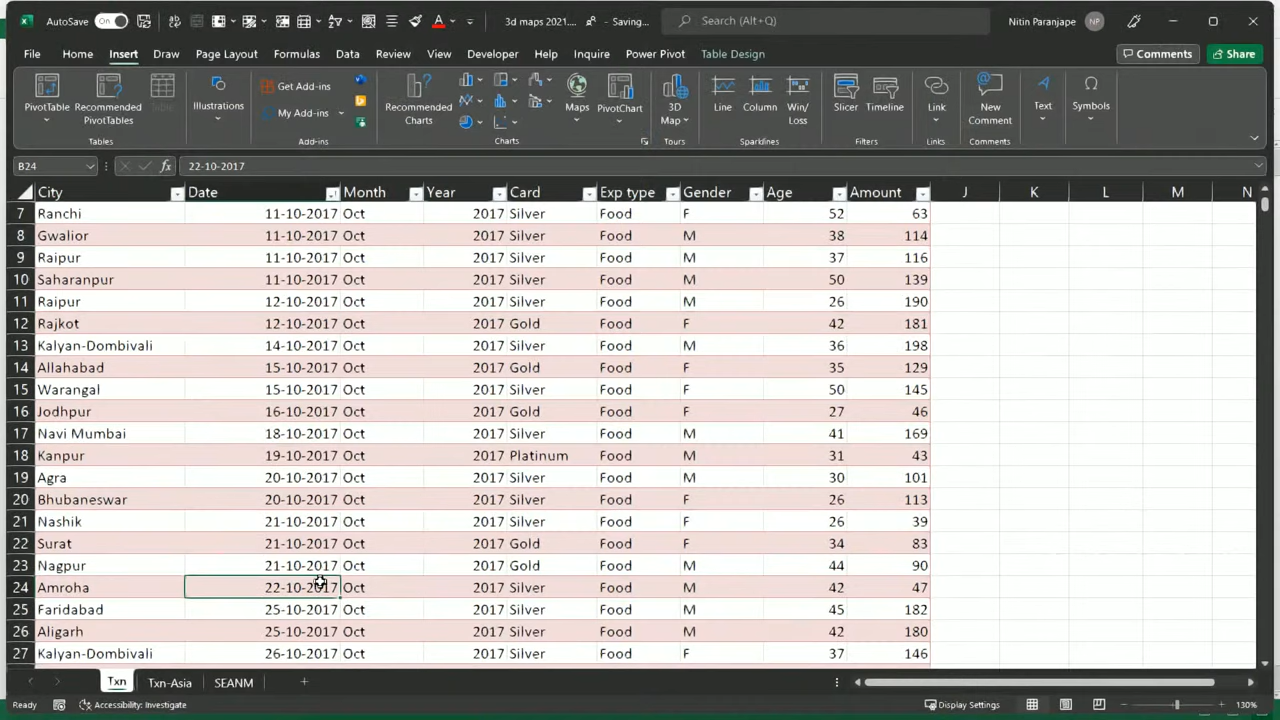 AutoSave On 3d maps 2021.... Saving... Search (Alt+Q) Nitin Paranjape NP
File Home Insert Draw Page Layout Formulas Data Review View Developer Help Inquire Power Pivot Table Design Comments Share
PivotTable Recommended PivotTables Table Illustrations Get Add-ins My Add-ins Recommended Charts Maps PivotChart 3D Map Line Column Win/Loss Slicer Timeline Link New Comment Text Symbols
Tables Add-ins Charts Tours Sparklines Filters Links Comments
B24 fx 22-10-2017
City Date Month Year Card Exp type Gender Age Amount J K L M N
7 Ranchi 11-10-2017 Oct 2017 Silver Food F 52 63
8 Gwalior 11-10-2017 Oct 2017 Silver Food M 38 114
9 Raipur 11-10-2017 Oct 2017 Silver Food M 37 116
10 Saharanpur 11-10-2017 Oct 2017 Silver Food M 50 139
11 Raipur 12-10-2017 Oct 2017 Silver Food M 26 190
12 Rajkot 12-10-2017 Oct 2017 Gold Food F 42 181
13 Kalyan-Dombivali 14-10-2017 Oct 2017 Silver Food M 36 198
14 Allahabad 15-10-2017 Oct 2017 Gold Food F 35 129
15 Warangal 15-10-2017 Oct 2017 Silver Food F 50 145
16 Jodhpur 16-10-2017 Oct 2017 Gold Food F 27 46
17 Navi Mumbai 18-10-2017 Oct 2017 Silver Food M 41 169
18 Kanpur 19-10-2017 Oct 2017 Platinum Food M 31 43
19 Agra 20-10-2017 Oct 2017 Silver Food M 30 101
20 Bhubaneswar 20-10-2017 Oct 2017 Silver Food F 26 113
21 Nashik 21-10-2017 Oct 2017 Silver Food F 26 39
22 Surat 21-10-2017 Oct 2017 Gold Food F 34 83
23 Nagpur 21-10-2017 Oct 2017 Gold Food M 44 90
24 Amroha 22-10-2017 Oct 2017 Silver Food M 42 47
25 Faridabad 25-10-2017 Oct 2017 Silver Food M 45 182
26 Aligarh 25-10-2017 Oct 2017 Silver Food M 42 180
27 Kalyan-Dombivali 26-10-2017 Oct 2017 Silver Food F 37 146
Txn Txn-Asia SEANM
Ready Accessibility: Investigate Display Settings 130%